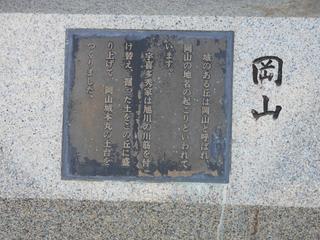 岡山
城のある丘は岡山と呼ばれ、
岡山の地名の起こりといわれて
います。
宇喜多秀家は旭川の川筋を付
け替え、掘った土をこの丘に盛
り上げて、岡山城本丸の土台を
つくりました。